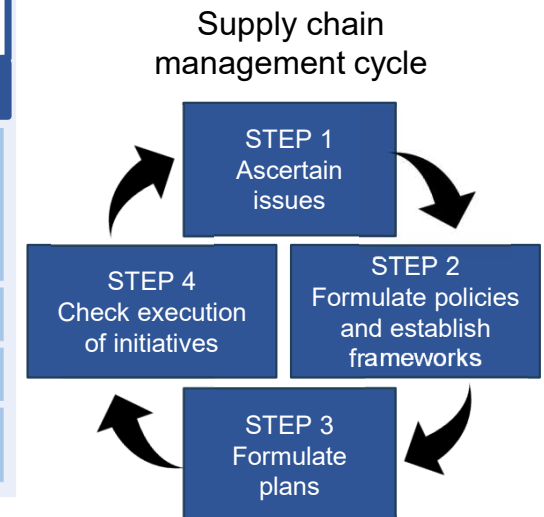 Supply chain
management cycle
STEP 1
Ascertain
issues
STEP 2
Formulate policies
and establish
frameworks
STEP 3
Formulate
plans
STEP 4
Check execution
of initiatives